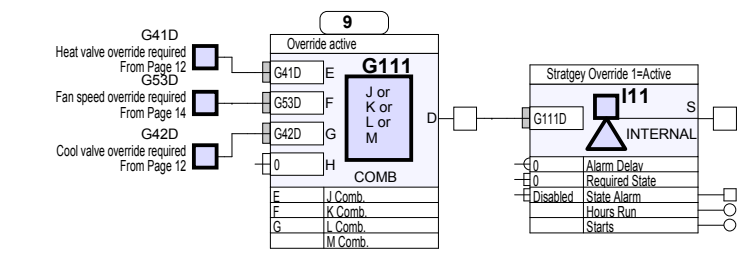 9
Override active
G41D
Heat valve override required
From Page 12
G53D
Fan speed override required
From Page 14
G42D
Cool valve override required
From Page 12
G41D E
G53D F
G42D G
0 H
G111
J or
K or
L or
M
D
COMB
E J Comb.
F K Comb.
G L Comb.
M Comb.
Stratgey Override 1=Active
G111D
I11
S
INTERNAL
0 Alarm Delay
0 Required State
Disabled State Alarm
Hours Run
Starts